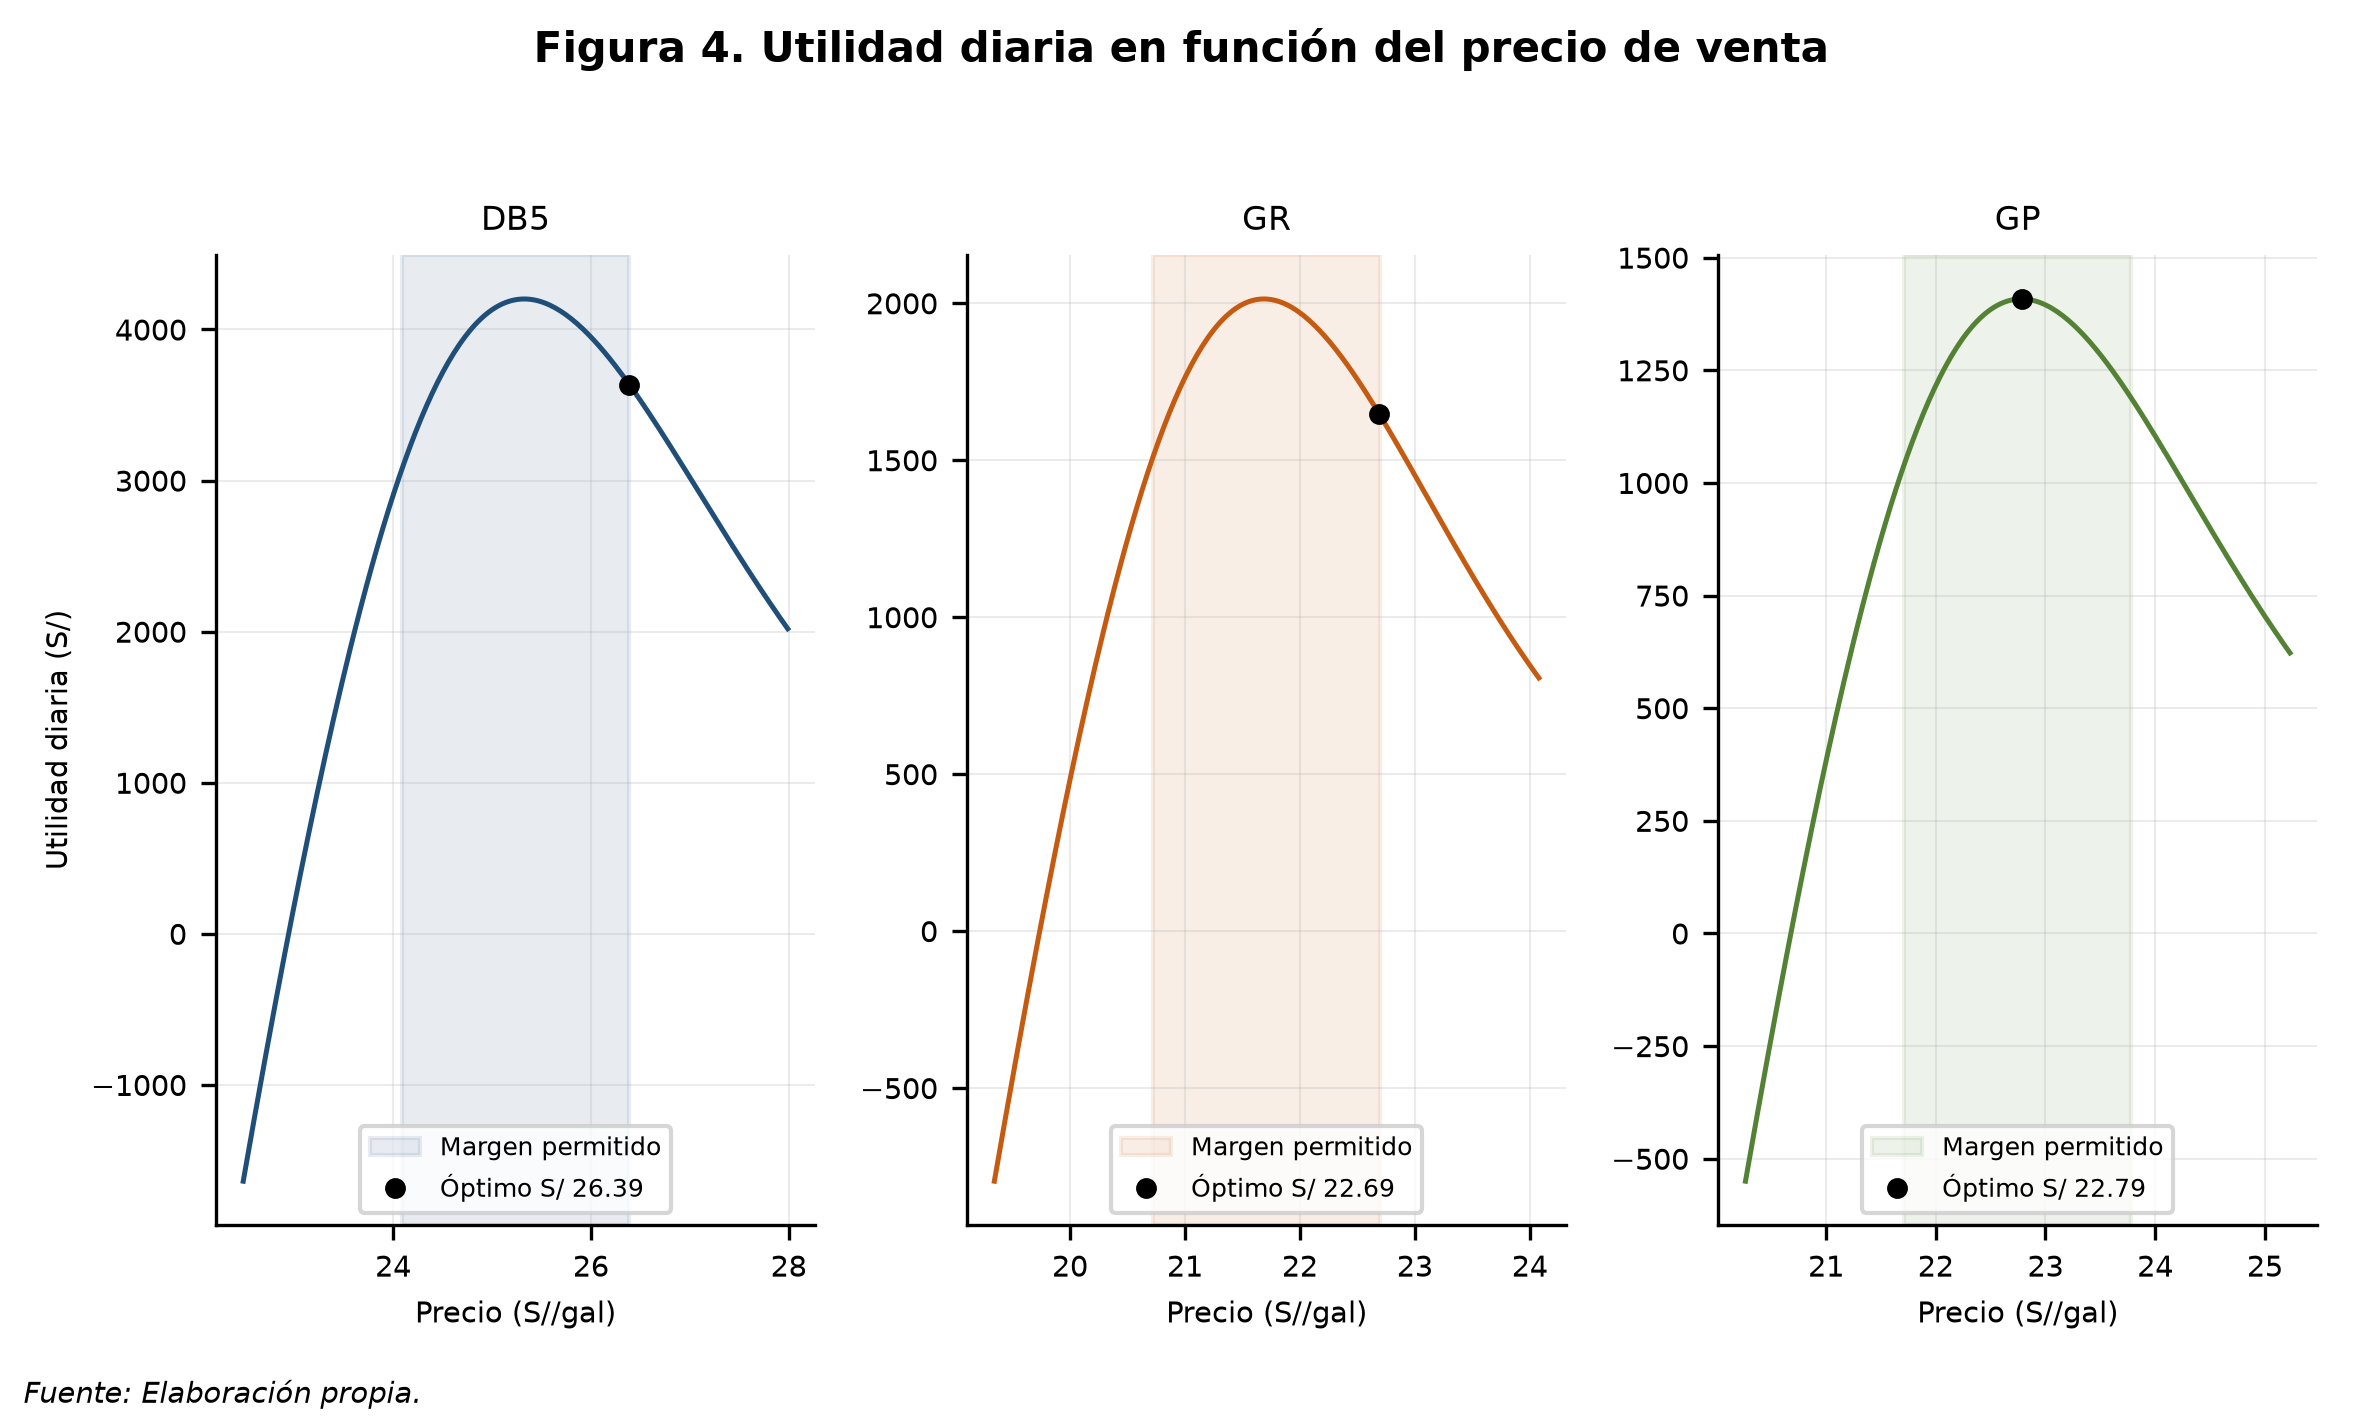 Figura 4. Utilidad diaria en función del precio de venta
DB5
Utilidad diaria (S/)
4000
3000
2000
1000
0
−1000
Margen permitido
Óptimo S/ 26.39
24 26 28
Precio (S//gal)
GR
2000
1500
1000
500
0
−500
Margen permitido
Óptimo S/ 22.69
20 21 22 23 24
Precio (S//gal)
GP
1500
1250
1000
750
500
250
0
−250
−500
Margen permitido
Óptimo S/ 22.79
21 22 23 24 25
Precio (S//gal)
Fuente: Elaboración propia.